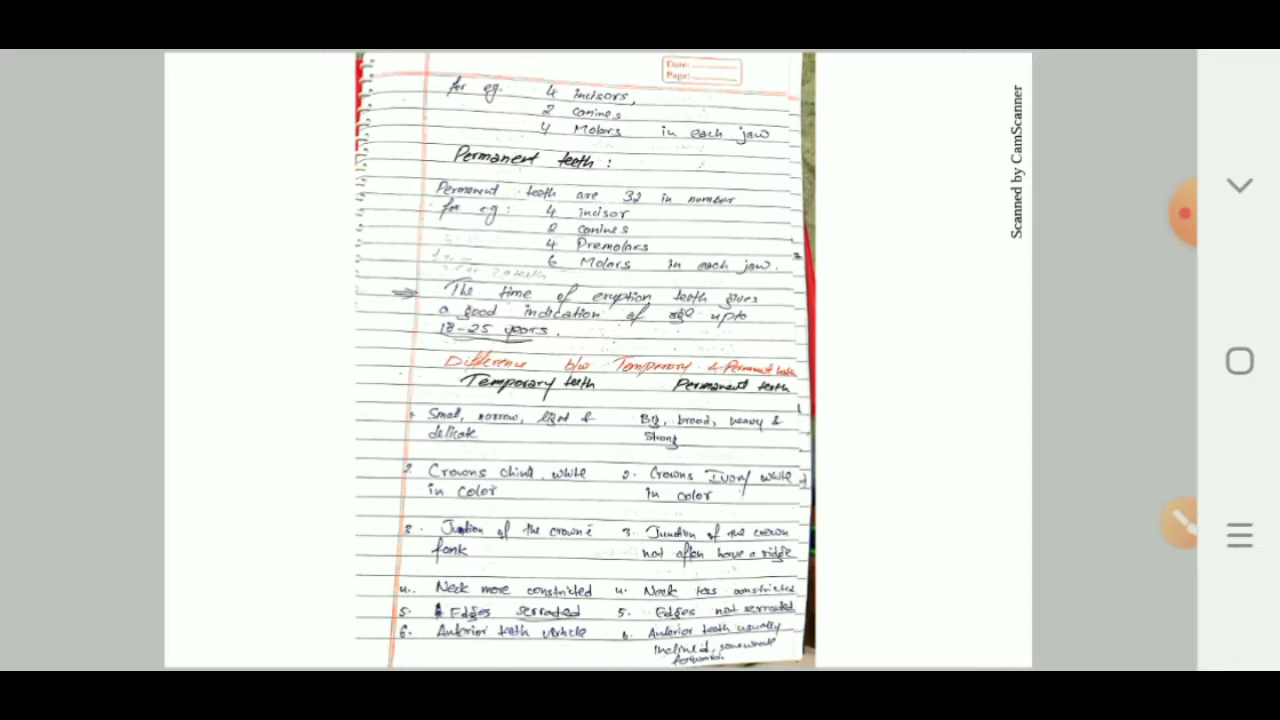 Date:
Page:
for eg. 4 incisors,
2 canines
4 Molars in each jaw
Permanent teeth :
Permanent teeth are 32 in number
for eg : 4 incisor
2 canines
4 Premolars
6 Molars in each jaw.
The time of eruption teeth gives
a good indication of age upto
18-25 years.
Difference b/w Temporary & Permanent teeth
Temporary teeth Permanent teeth
Small, narrow, light & Big, broad, heavy &
delicate strong
2. Crowns china white 2. Crowns Ivory white
in color in color
3. Juntion of the crown 3. Junction of the crown
not often have a ridge
4. Neck more constricted 4. Neck less constricted
5. Edges serrated 5. Edges not serrated
6. Anterior teeth verticle 6. Anterior teeth usually
inclined, somewhat
forward.
Scanned by CamScanner